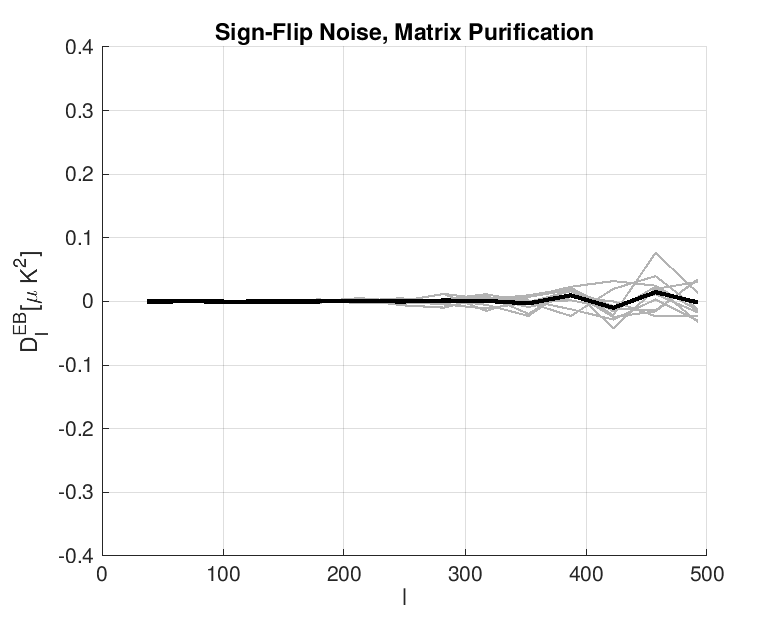 Sign-Flip Noise, Matrix Purification
0.4
0.3
0.2
0.1
0
-0.1
-0.2
-0.3
-0.4
D_l^EB[μ K^2]
0 100 200 300 400 500
l